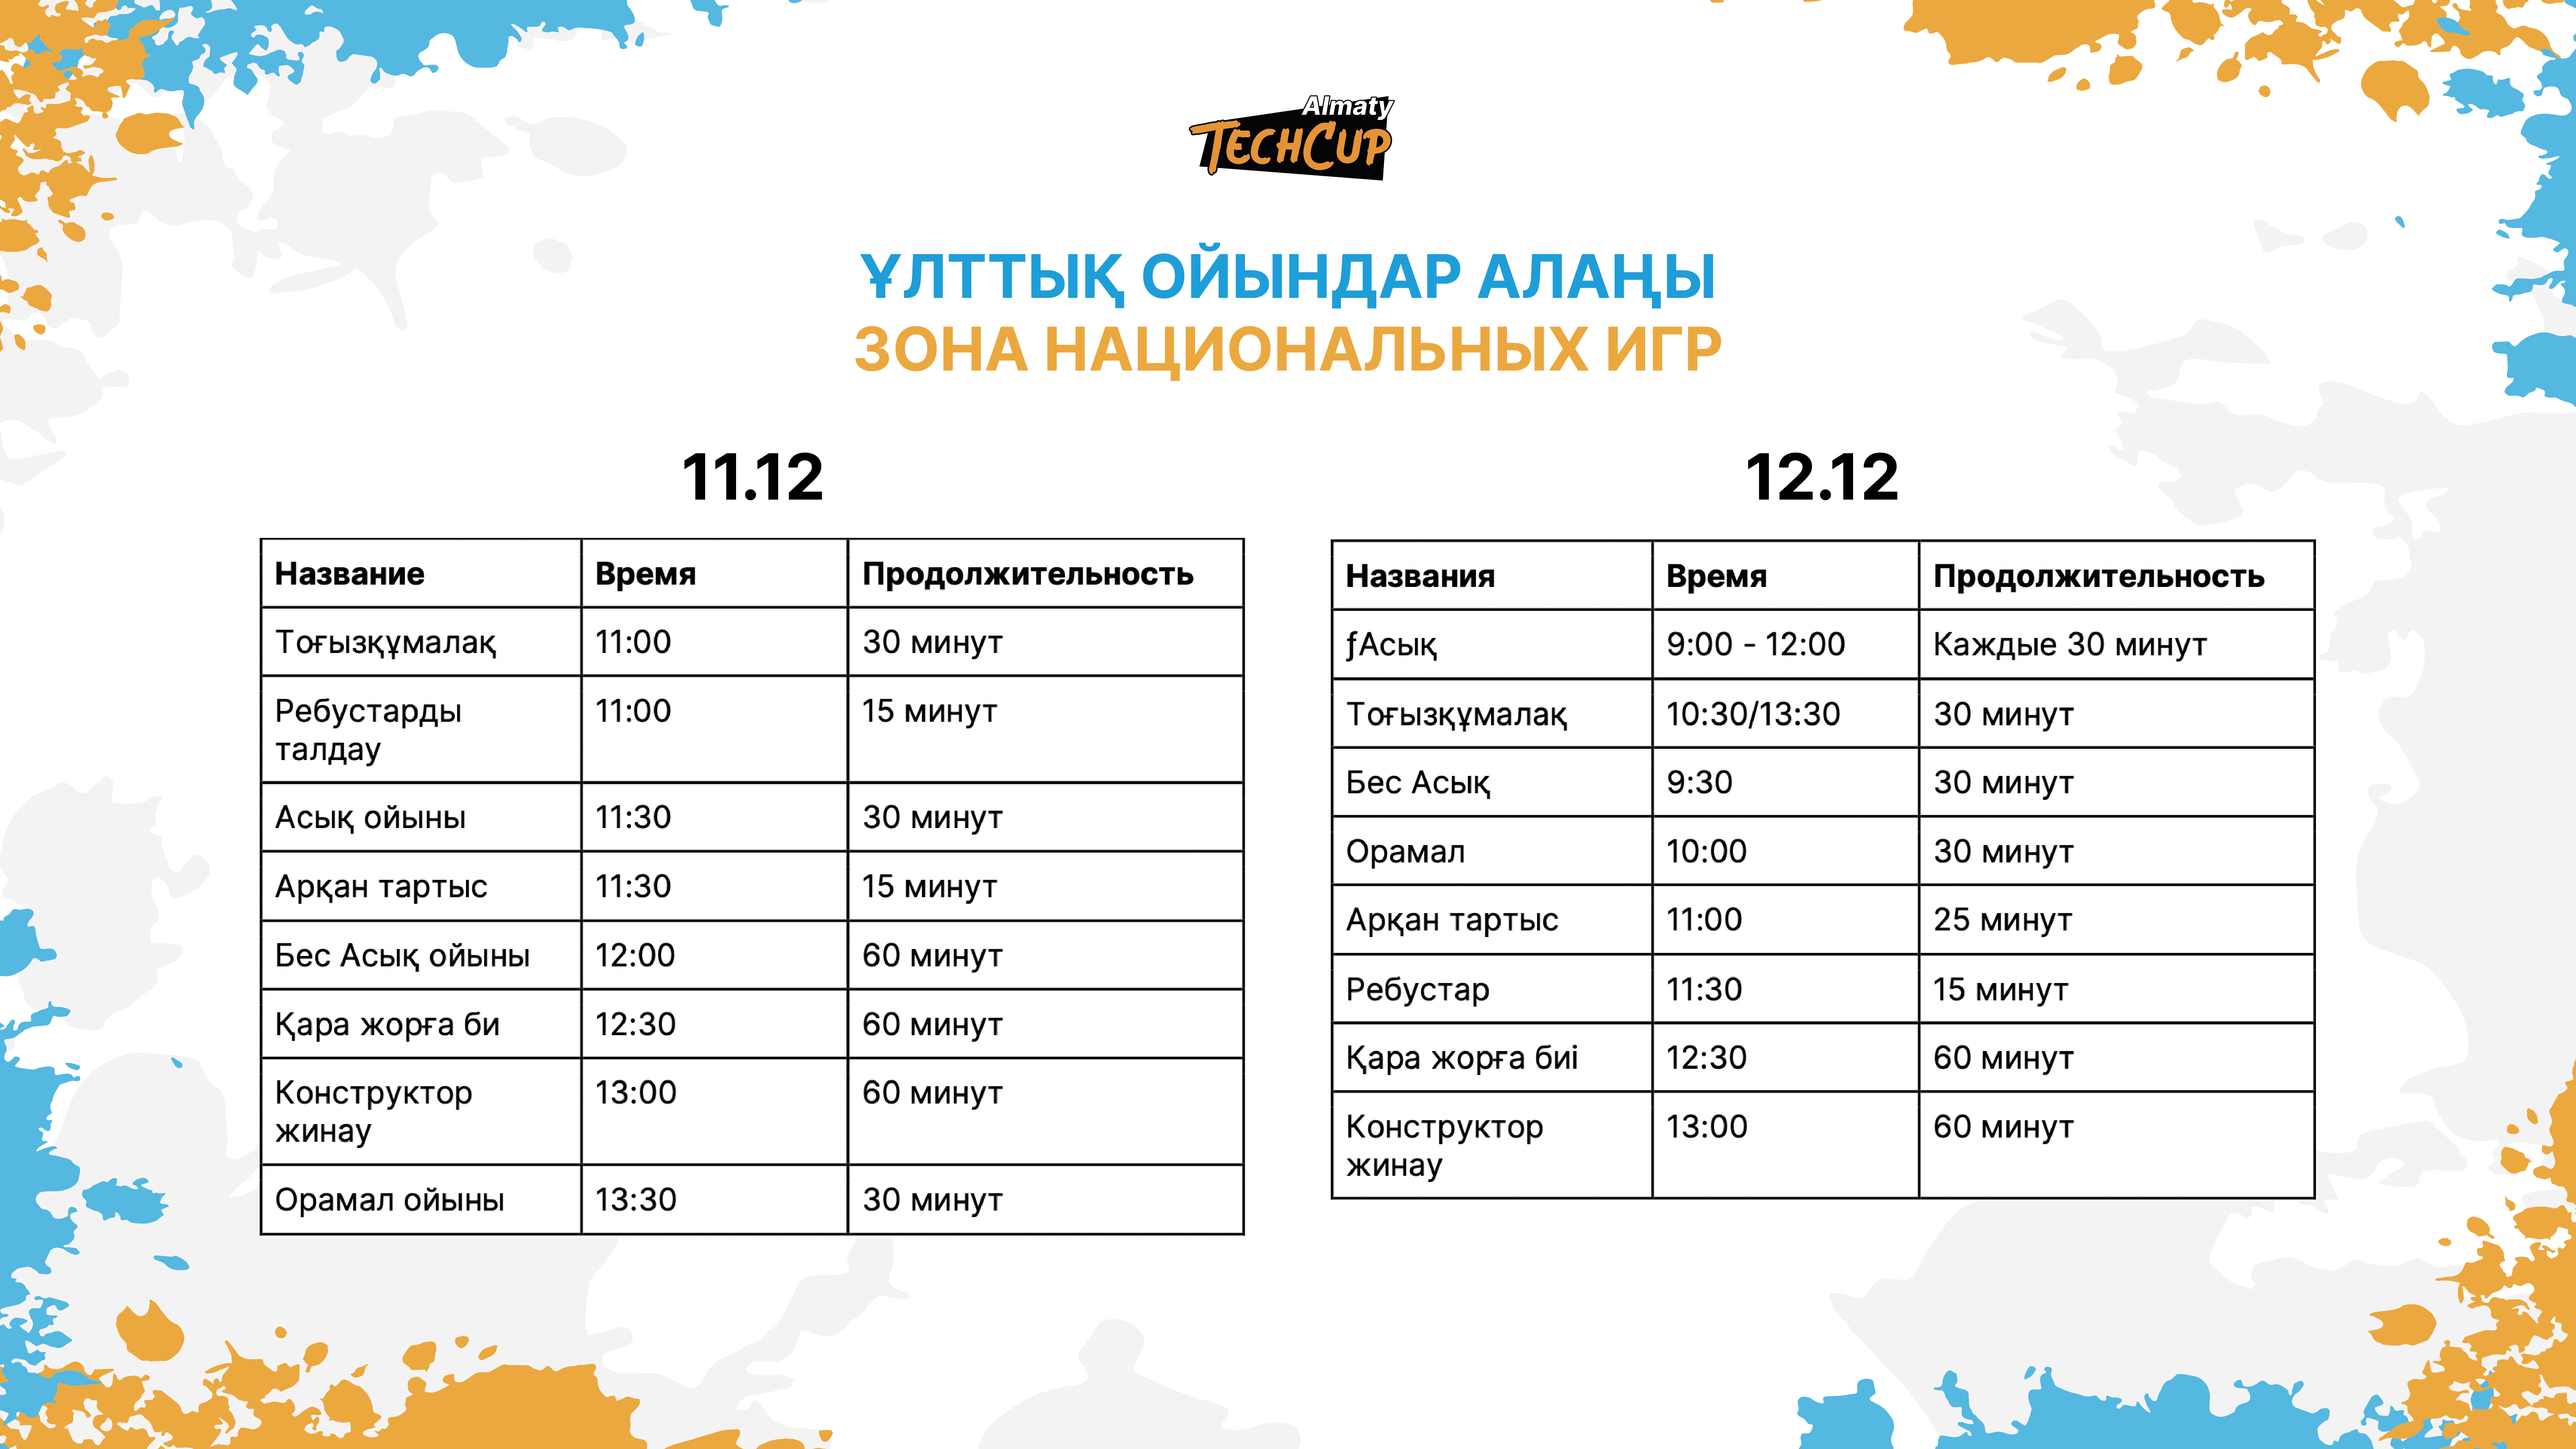 Almaty
TECHCUP
ҰЛТТЫҚ ОЙЫНДАР АЛАҢЫ
ЗОНА НАЦИОНАЛЬНЫХ ИГР
11.12
Название Время Продолжительность
Тоғызқұмалақ 11:00 30 минут
Ребустарды 11:00 15 минут
талдау
Асық ойыны 11:30 30 минут
Арқан тартыс 11:30 15 минут
Бес Асық ойыны 12:00 60 минут
Қара жорға би 12:30 60 минут
Конструктор 13:00 60 минут
жинау
Орамал ойыны 13:30 30 минут
12.12
Названия Время Продолжительность
ƒАсық 9:00 - 12:00 Каждые 30 минут
Тоғызқұмалақ 10:30/13:30 30 минут
Бес Асық 9:30 30 минут
Орамал 10:00 30 минут
Арқан тартыс 11:00 25 минут
Ребустар 11:30 15 минут
Қара жорға биі 12:30 60 минут
Конструктор 13:00 60 минут
жинау